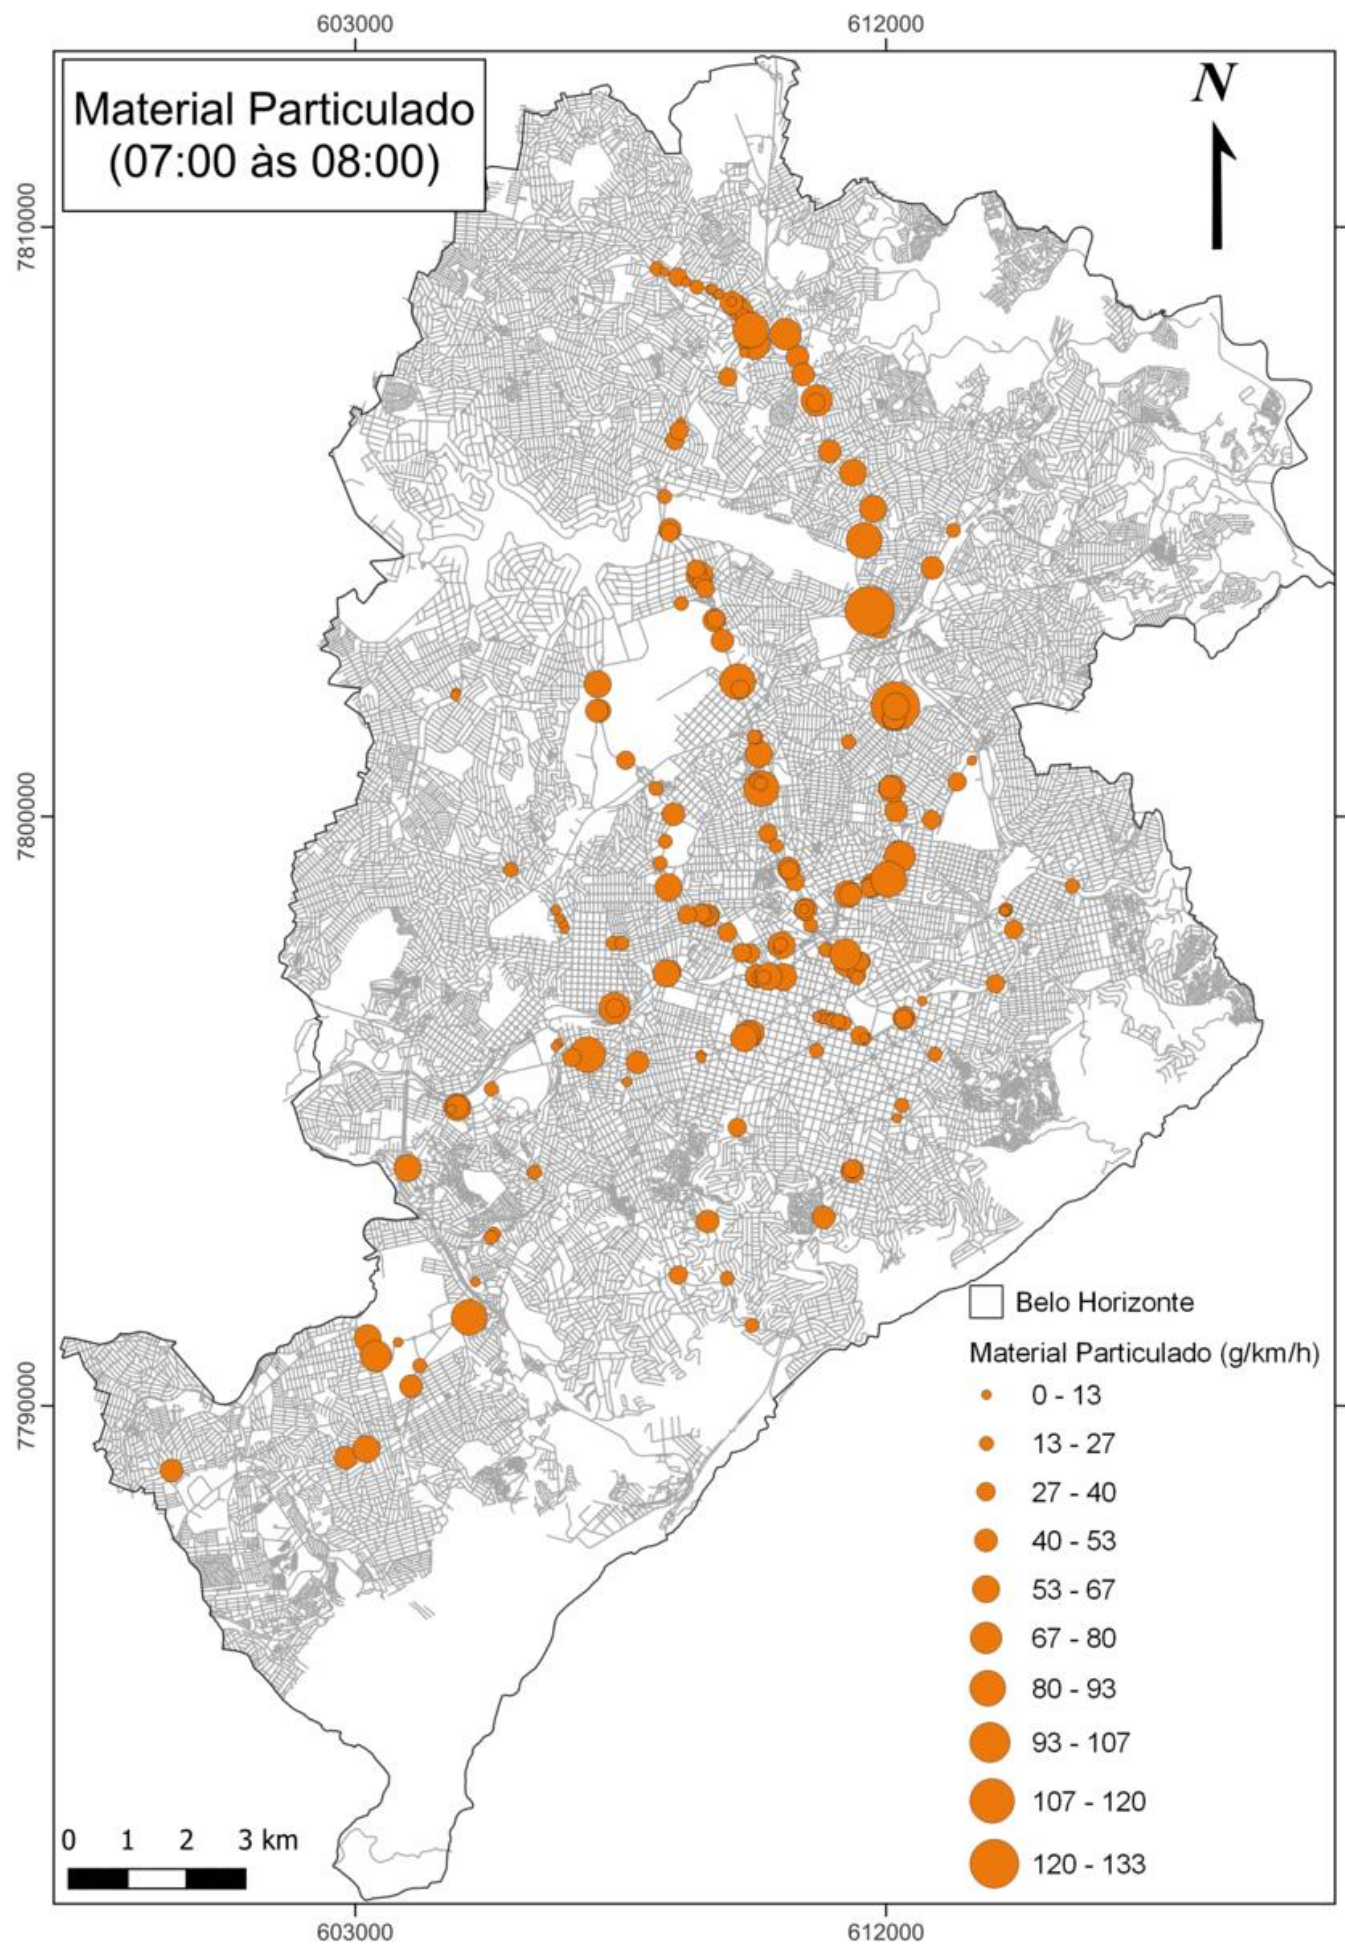 603000
612000
Material Particulado
(07:00 às 08:00)
N
7810000
7800000
7790000
Belo Horizonte
Material Particulado (g/km/h)
0 - 13
13 - 27
27 - 40
40 - 53
53 - 67
67 - 80
80 - 93
93 - 107
107 - 120
120 - 133
0 1 2 3 km
603000
612000